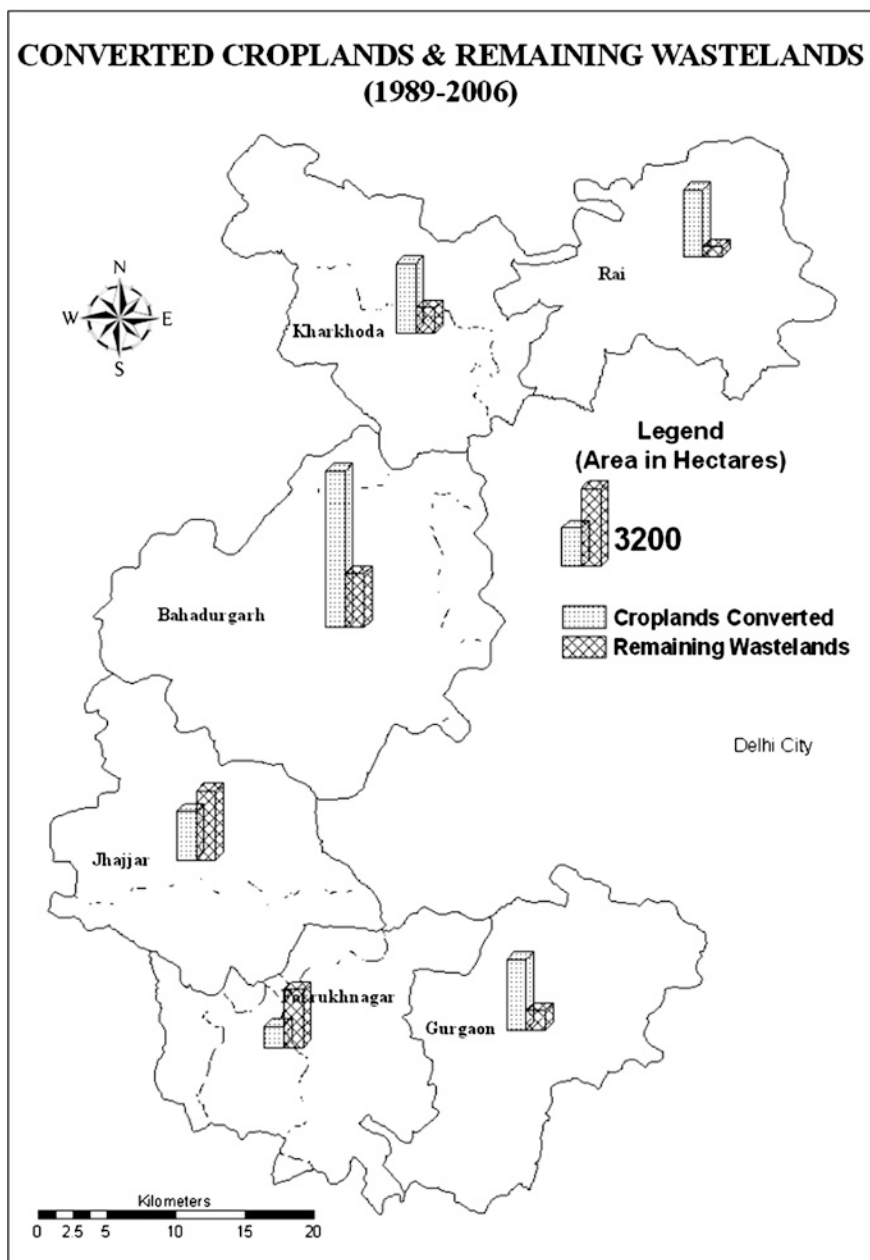 CONVERTED CROPLANDS & REMAINING WASTELANDS
(1989-2006)
N
W E
S
Rai
Kharkhoda
Legend
(Area in Hectares)
3200
Croplands Converted
Remaining Wastelands
Bahadurgarh
Delhi City
Jhajjar
Farrukhnagar
Gurgaon
Kilometers
0 2.5 5 10 15 20